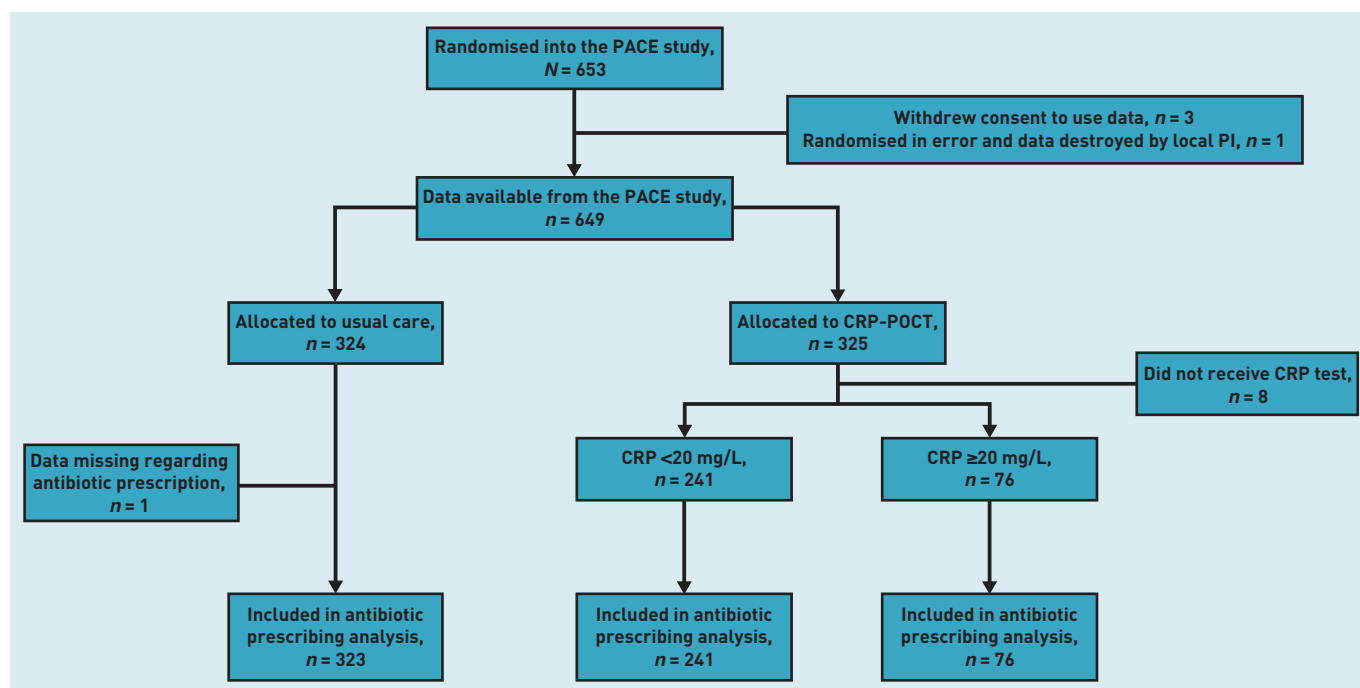 Randomised into the PACE study,
N = 653
Withdrew consent to use data, n = 3
Randomised in error and data destroyed by local PI, n = 1
Data available from the PACE study,
n = 649
Allocated to usual care,
n = 324
Allocated to CRP-POCT,
n = 325
Did not receive CRP test,
n = 8
Data missing regarding
antibiotic prescription,
n = 1
CRP <20 mg/L,
n = 241
CRP ≥20 mg/L,
n = 76
Included in antibiotic
prescribing analysis,
n = 323
Included in antibiotic
prescribing analysis,
n = 241
Included in antibiotic
prescribing analysis,
n = 76